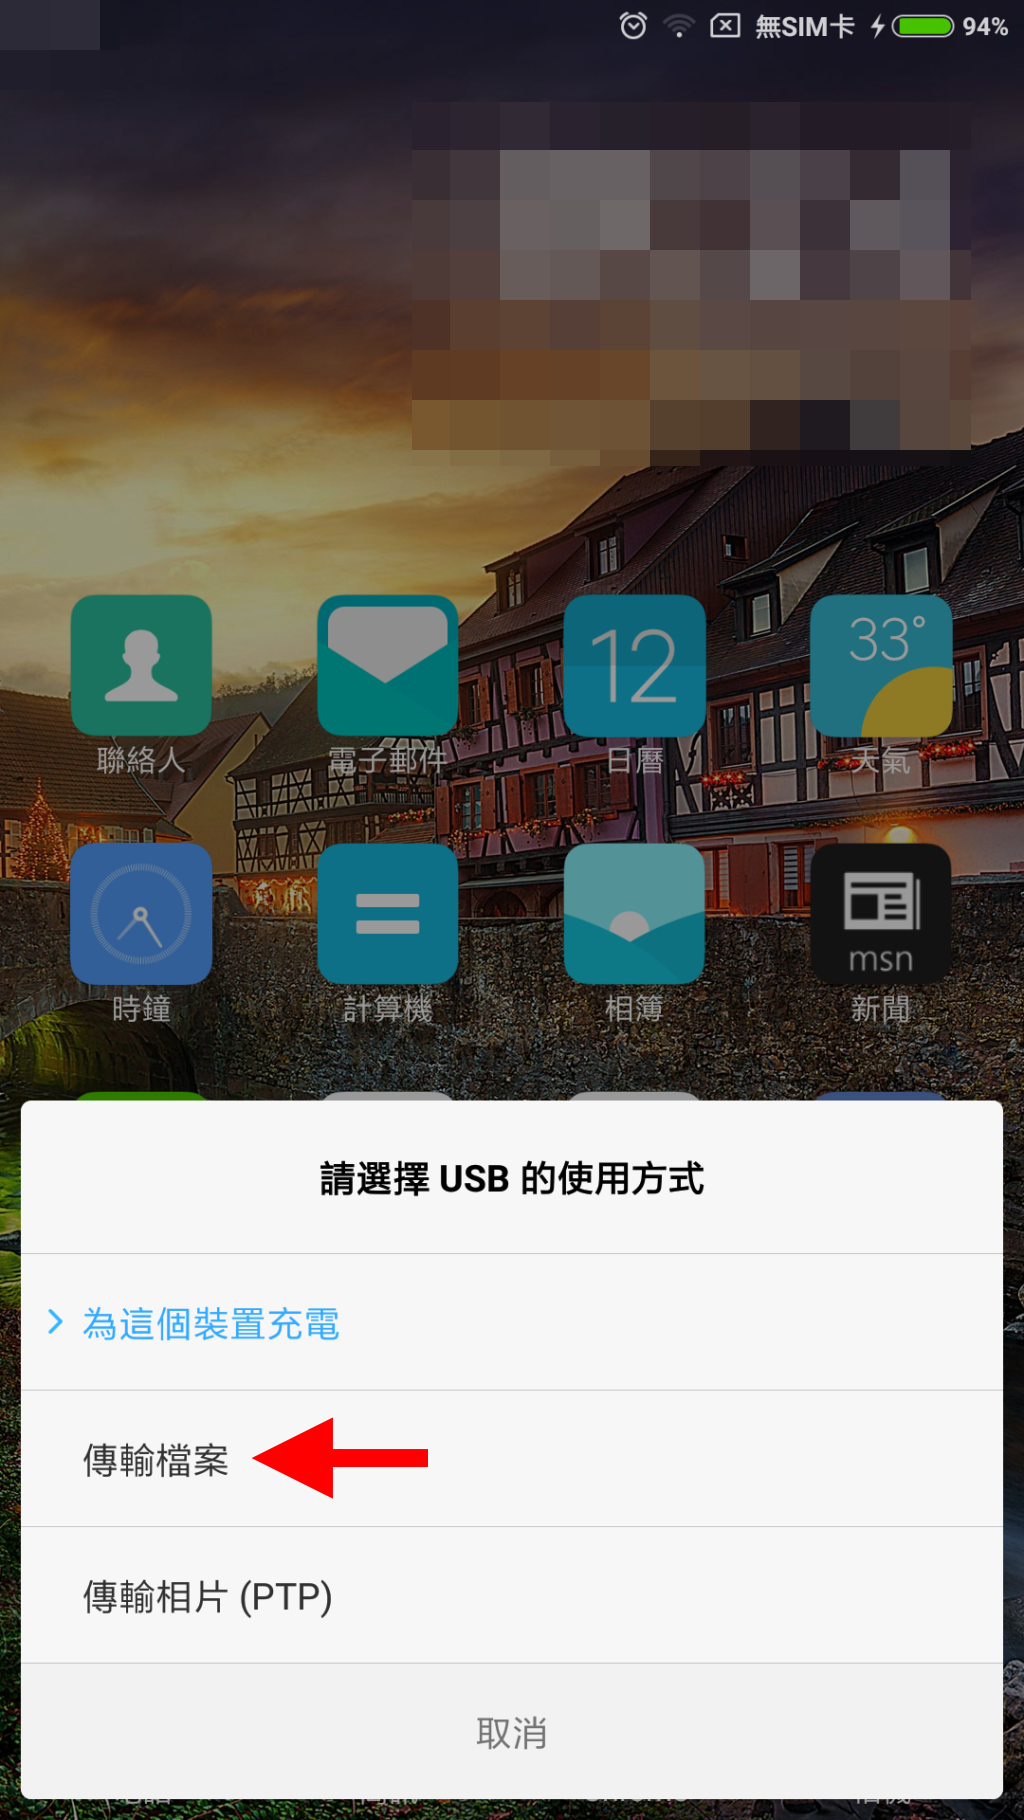 無SIM卡 94%
12
33°
聯絡人 電子郵件 日曆 天氣
msn
時鐘 計算機 相簿 新聞
請選擇 USB 的使用方式
為這個裝置充電
傳輸檔案
傳輸相片 (PTP)
取消